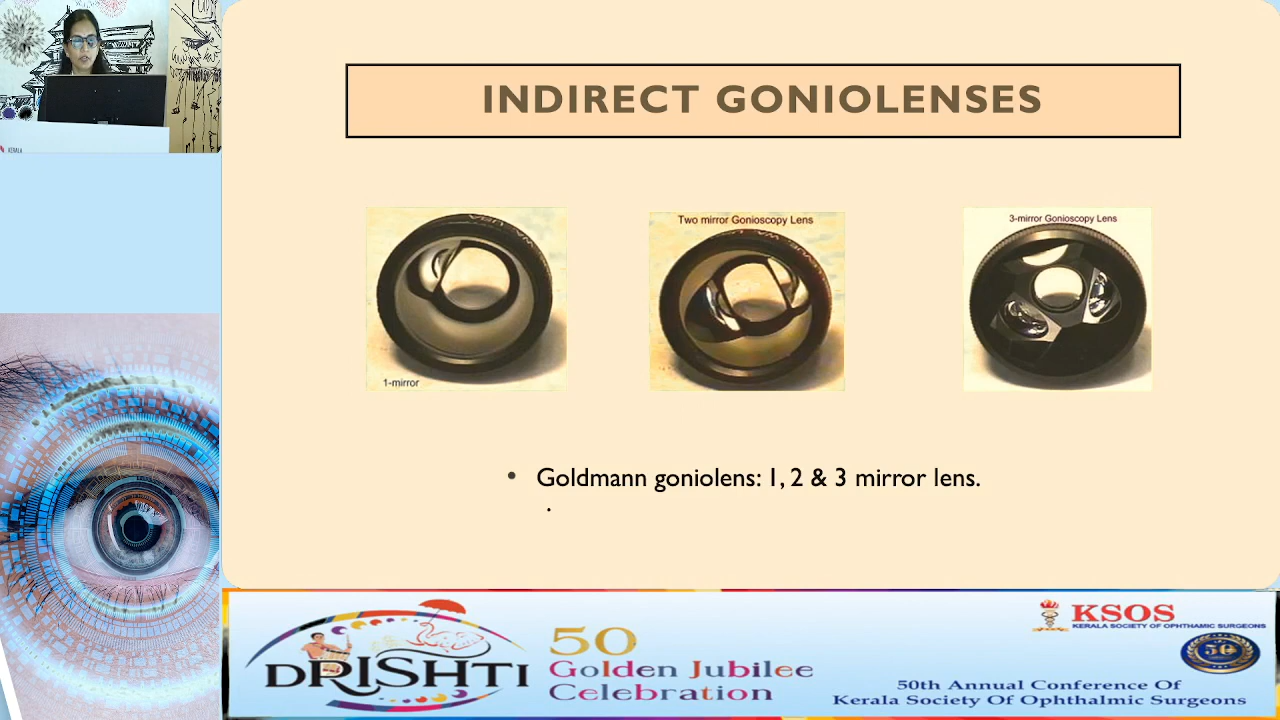 INDIRECT GONIOLENSES
1-mirror
Two mirror Gonioscopy Lens
3-mirror Gonioscopy Lens
• Goldmann goniolens: 1, 2 & 3 mirror lens.
.
DRISHTI
50
Golden Jubilee
Celebration
KSOS
KERALA SOCIETY OF OPHTHAMIC SURGEONS
50
50th Annual Conference Of
Kerala Society Of Ophthalmic Surgeons
KERALA